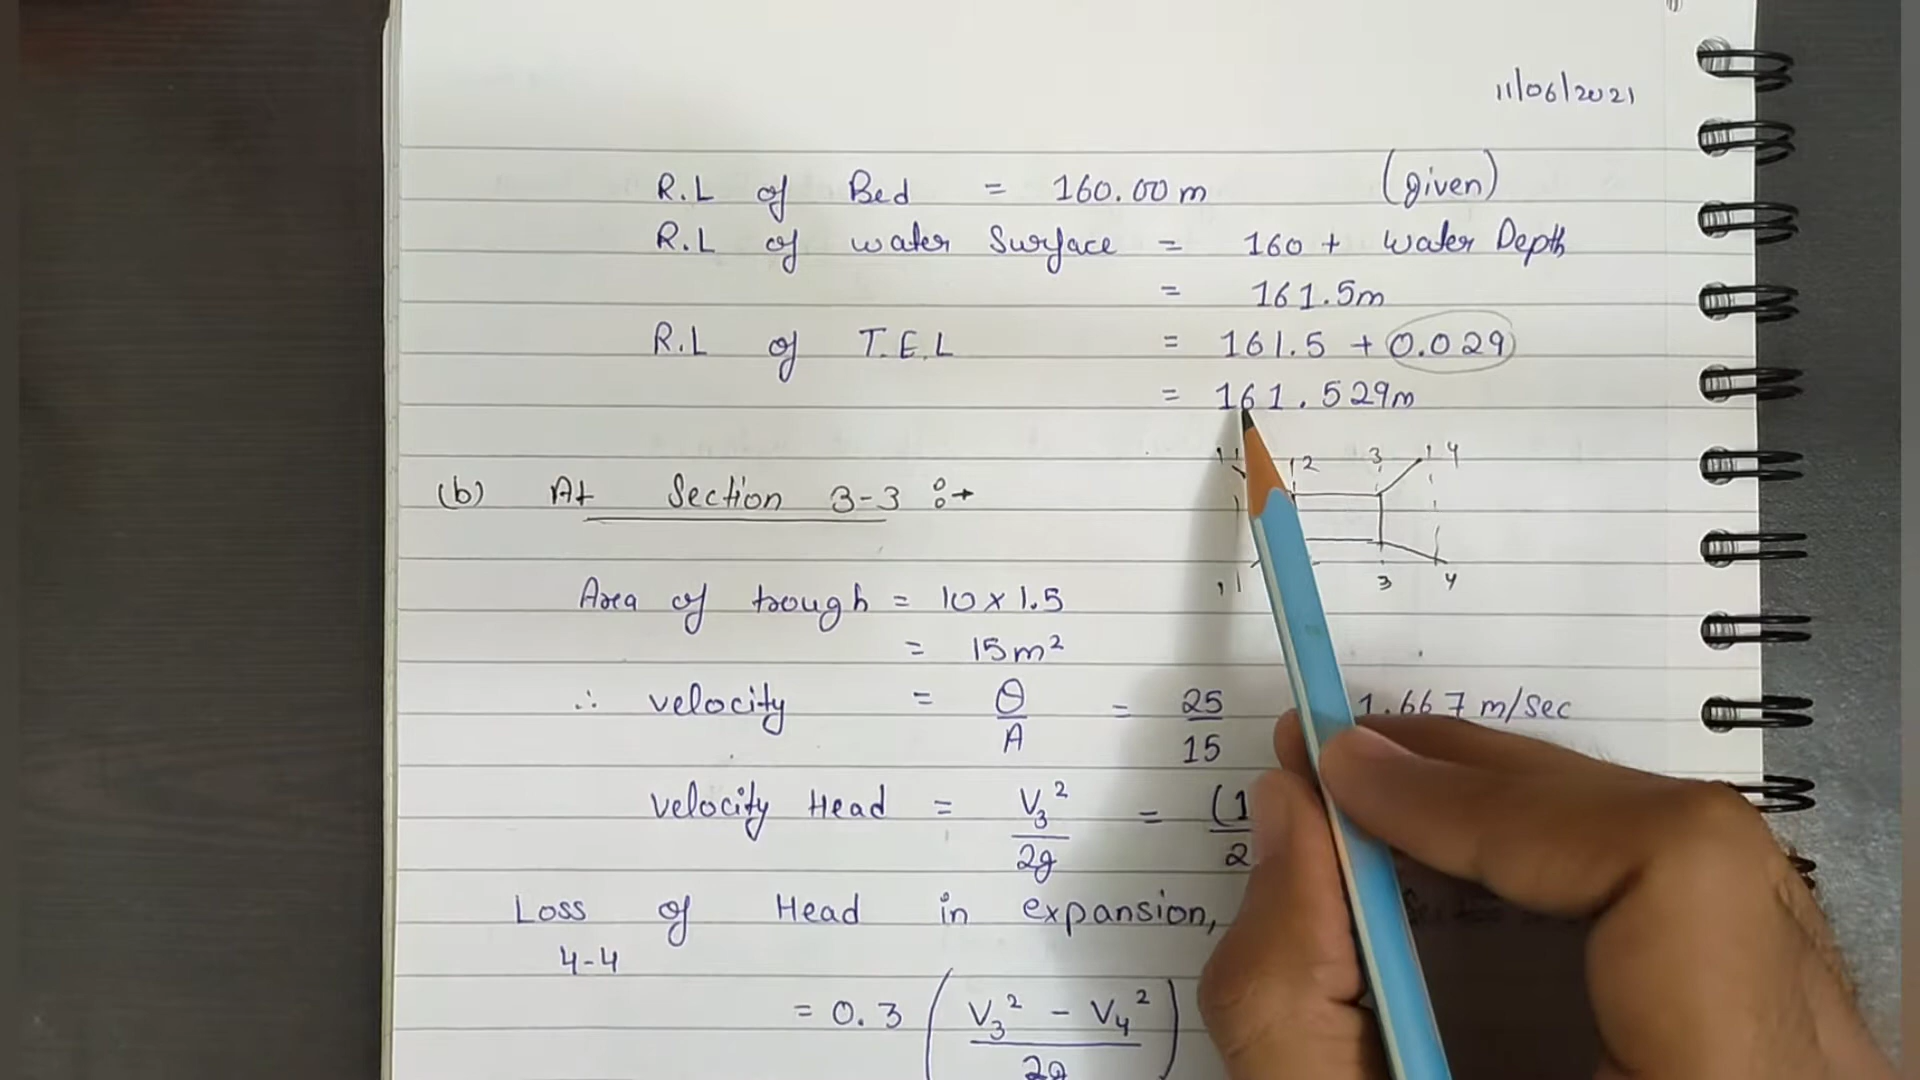 11/06/2021
R.L of Bed = 160.00 m (given)
R.L of water Surface = 160 + Water Depth
= 161.5m
R.L of T.E.L = 161.5 + 0.029
= 161.529m
1 2 3 4
(b) At Section 3-3 :→
1 3 4
Area of trough = 10 × 1.5
= 15m²
∴ velocity = Q/A = 25/15 1.667 m/sec
velocity Head = V₃²/2g = (1 2
Loss of Head in expansion,
4-4
= 0.3 (V₃² - V₄²/2g)